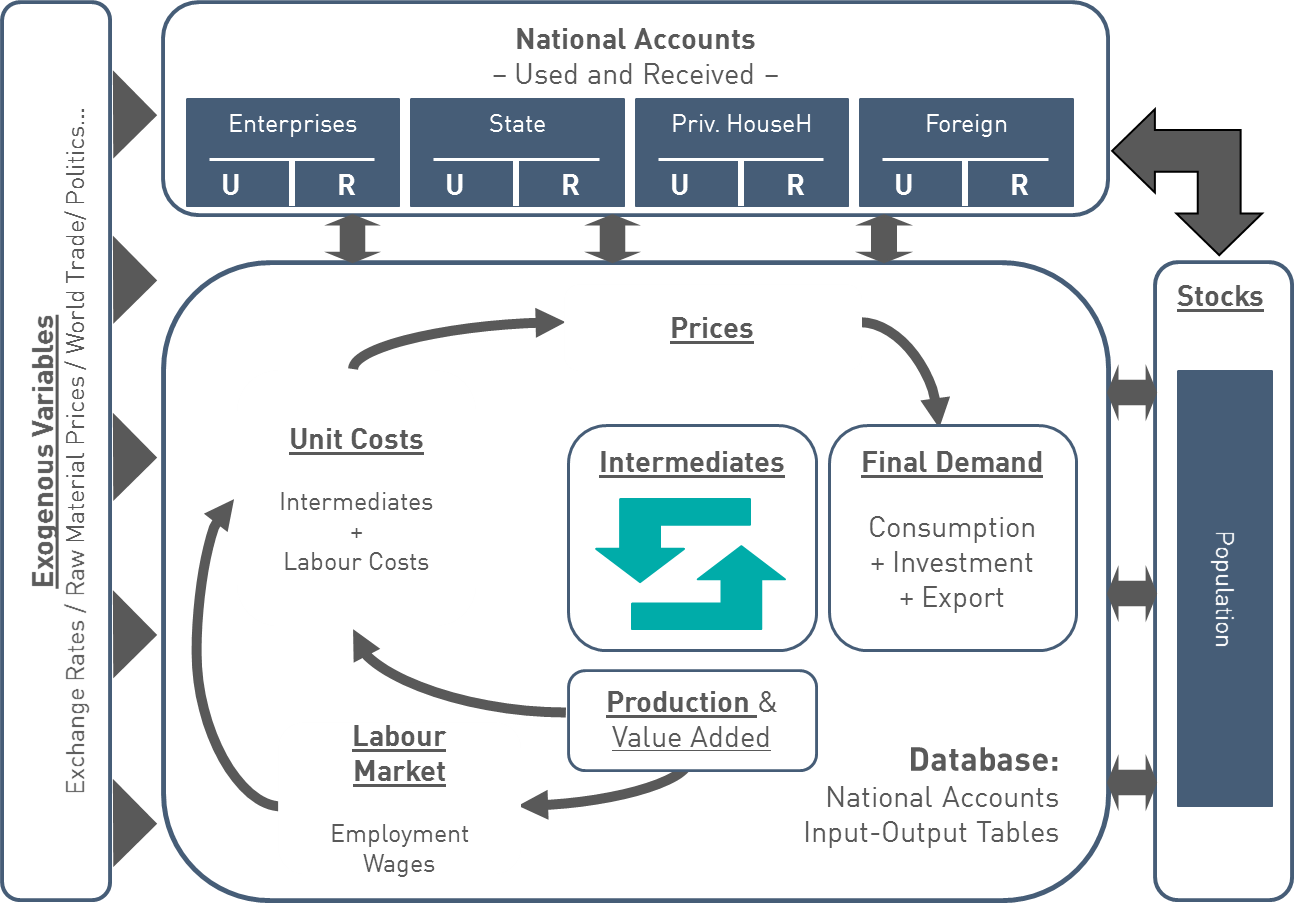 Exogenous Variables
Exchange Rates / Raw Material Prices / World Trade/ Politics...
National Accounts
– Used and Received –
Enterprises
U R
State
U R
Priv. HouseH
U R
Foreign
U R
Stocks
Population
Prices
Unit Costs
Intermediates
+
Labour Costs
Intermediates
Final Demand
Consumption
+ Investment
+ Export
Production &
Value Added
Labour
Market
Employment
Wages
Database:
National Accounts
Input-Output Tables